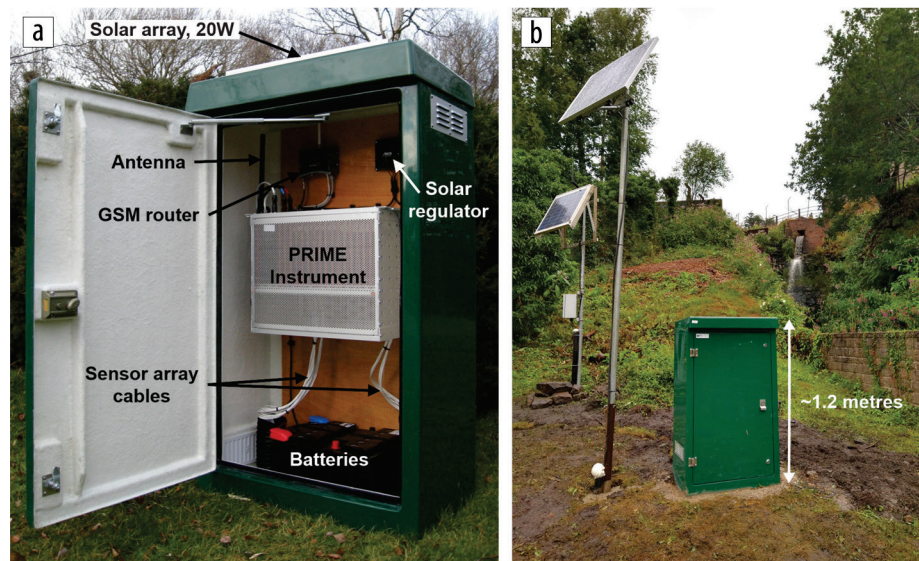 a
Solar array, 20W
Antenna
GSM router
Solar
regulator
PRIME
Instrument
Sensor array
cables
Batteries
b
~1.2 metres